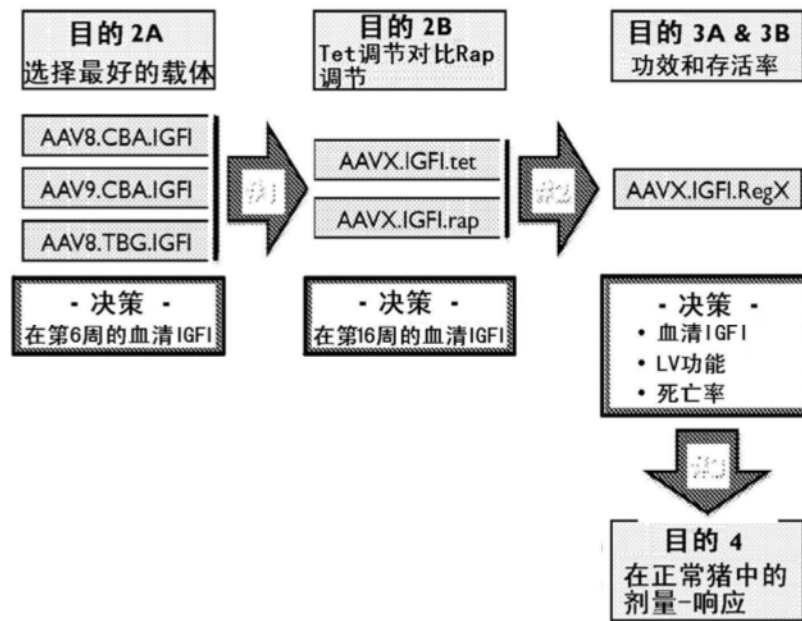 目的 2A
选择最好的载体
AAV8.CBA.IGFI
AAV9.CBA.IGFI
AAV8.TBG.IGFI
- 决策 -
在第6周的血清IGFI
#1
目的 2B
Tet调节对比Rap
调节
AAVX.IGFI.tet
AAVX.IGFI.rap
- 决策 -
在第16周的血清IGFI
#2
目的 3A & 3B
功效和存活率
AAVX.IGFI.RegX
- 决策 -
• 血清IGFI
• LV功能
• 死亡率
#3
目的 4
在正常猪中的
剂量-响应